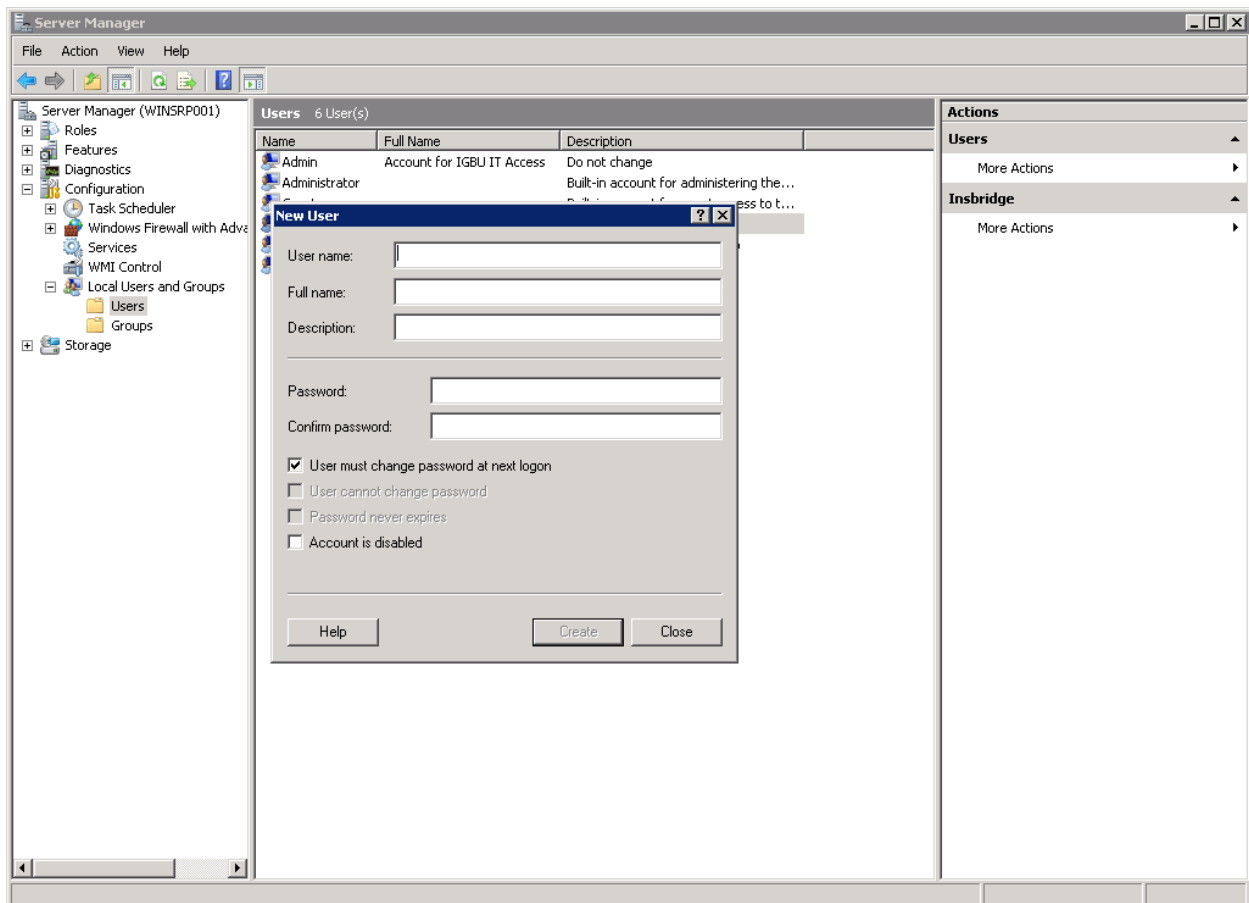 Server Manager
File Action View Help
Server Manager (WINSRP001)
Roles
Features
Diagnostics
Configuration
Task Scheduler
Windows Firewall with Adva
Services
WMI Control
Local Users and Groups
Users
Groups
Storage
Users 6 User(s)
Name Full Name Description
Admin Account for IGBU IT Access Do not change
Administrator Built-in account for administering the...
ess to t...
New User
User name:
Full name:
Description:
Password:
Confirm password:
User must change password at next logon
User cannot change password
Password never expires
Account is disabled
Help Create Close
Actions
Users
More Actions
Insbridge
More Actions